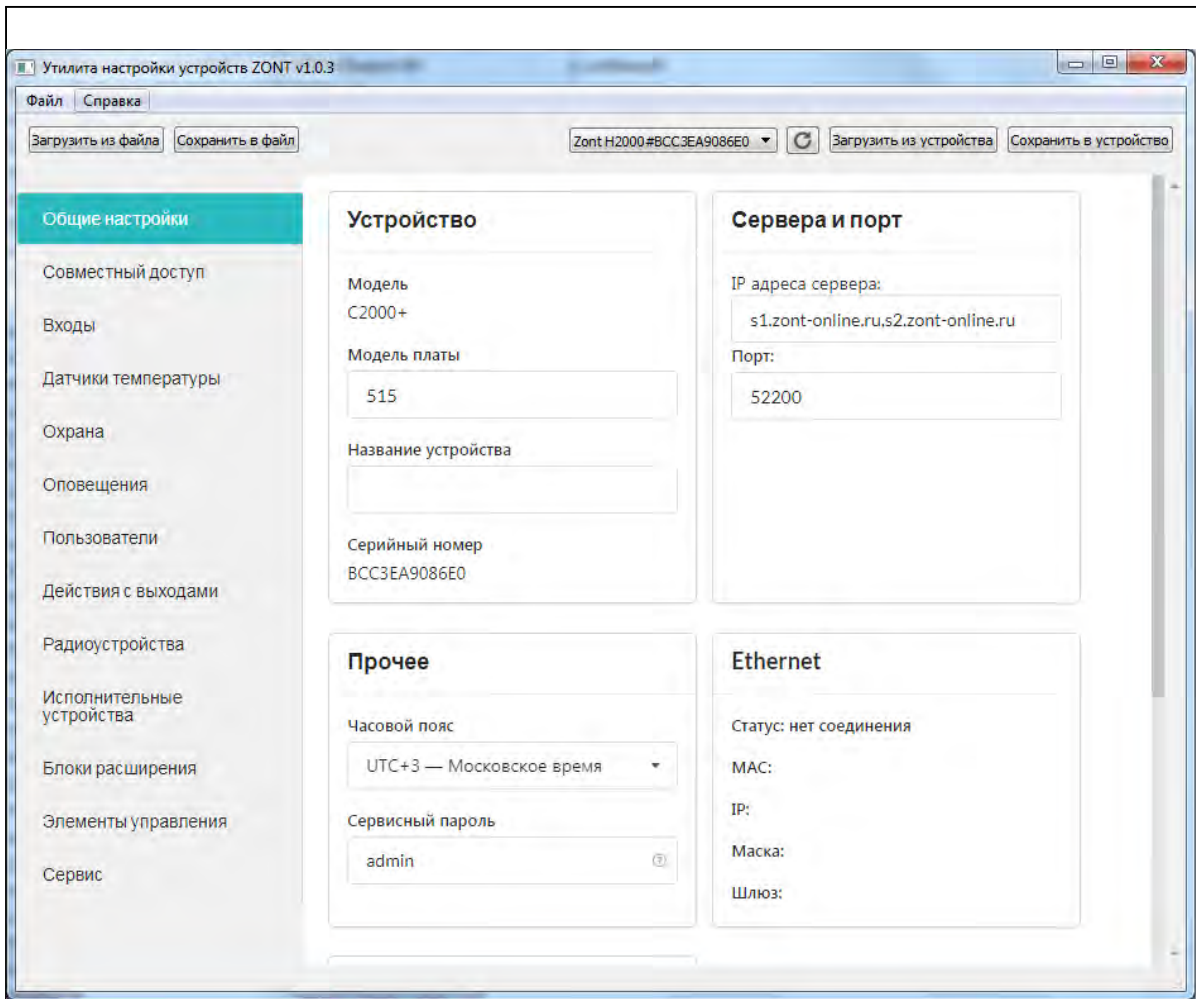 Утилита настройки устройств ZONT v1.0.3
Файл Справка
Загрузить из файла Сохранить в файл Zont H2000#BCC3EA9086E0 Загрузить из устройства Сохранить в устройство
Общие настройки
Совместный доступ
Входы
Датчики температуры
Охрана
Оповещения
Пользователи
Действия с выходами
Радиоустройства
Исполнительные
устройства
Блоки расширения
Элементы управления
Сервис
Устройство
Модель
C2000+
Модель платы
515
Название устройства
Серийный номер
BCC3EA9086E0
Сервера и порт
IP адреса сервера:
s1.zont-online.ru,s2.zont-online.ru
Порт:
52200
Прочее
Часовой пояс
UTC+3 — Московское время
Сервисный пароль
admin
Ethernet
Статус: нет соединения
MAC:
IP:
Маска:
Шлюз: